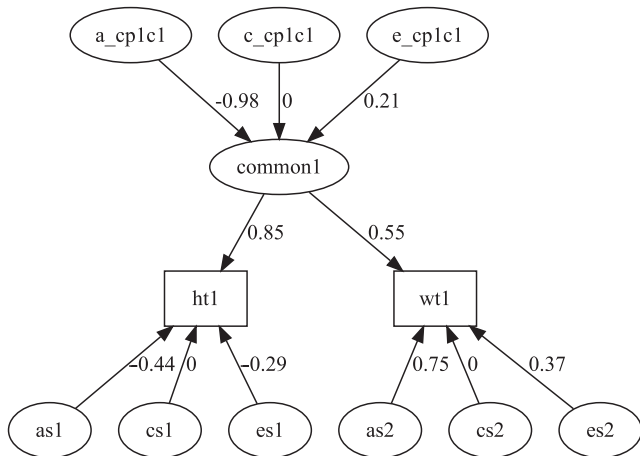 a_cp1c1 c_cp1c1 e_cp1c1
-0.98 0 0.21
common1
0.85 0.55
ht1 wt1
−0.44 0 −0.29 0.75 0 0.37
as1 cs1 es1 as2 cs2 es2